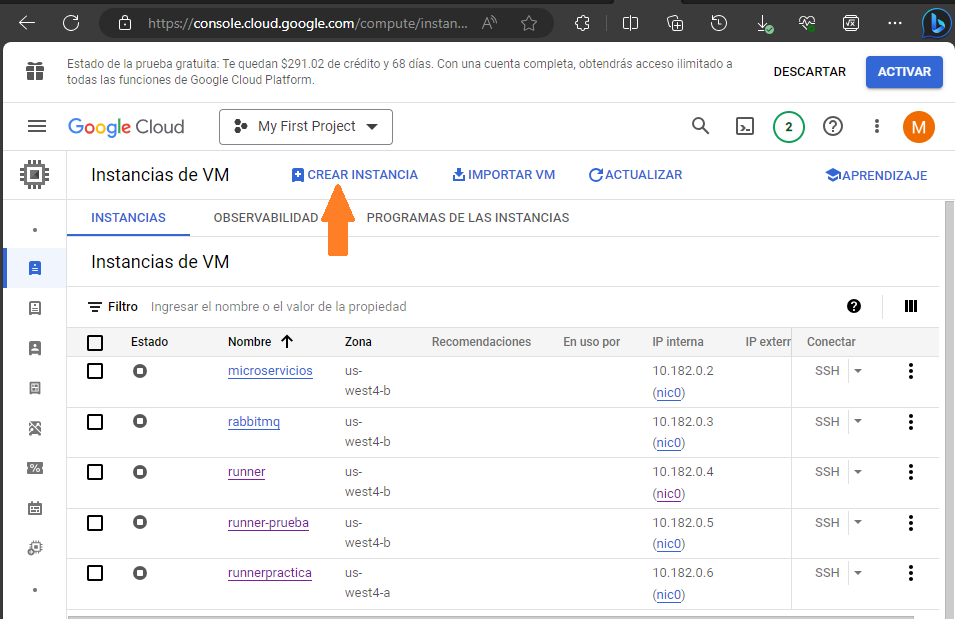 https://console.cloud.google.com/compute/instan...
Estado de la prueba gratuita: Te quedan $291.02 de crédito y 68 días. Con una cuenta completa, obtendrás acceso ilimitado a
todas las funciones de Google Cloud Platform.
DESCARTAR
ACTIVAR
Google Cloud
My First Project
2
M
Instancias de VM
CREAR INSTANCIA
IMPORTAR VM
ACTUALIZAR
APRENDIZAJE
INSTANCIAS
OBSERVABILIDAD
PROGRAMAS DE LAS INSTANCIAS
Instancias de VM
Filtro Ingresar el nombre o el valor de la propiedad
Estado Nombre Zona Recomendaciones En uso por IP interna IP extern Conectar
microservicios us- 10.182.0.2 SSH
west4-b (nic0)
rabbitmq us- 10.182.0.3 SSH
west4-b (nic0)
runner us- 10.182.0.4 SSH
west4-b (nic0)
runner-prueba us- 10.182.0.5 SSH
west4-b (nic0)
runnerpractica us- 10.182.0.6 SSH
west4-a (nic0)